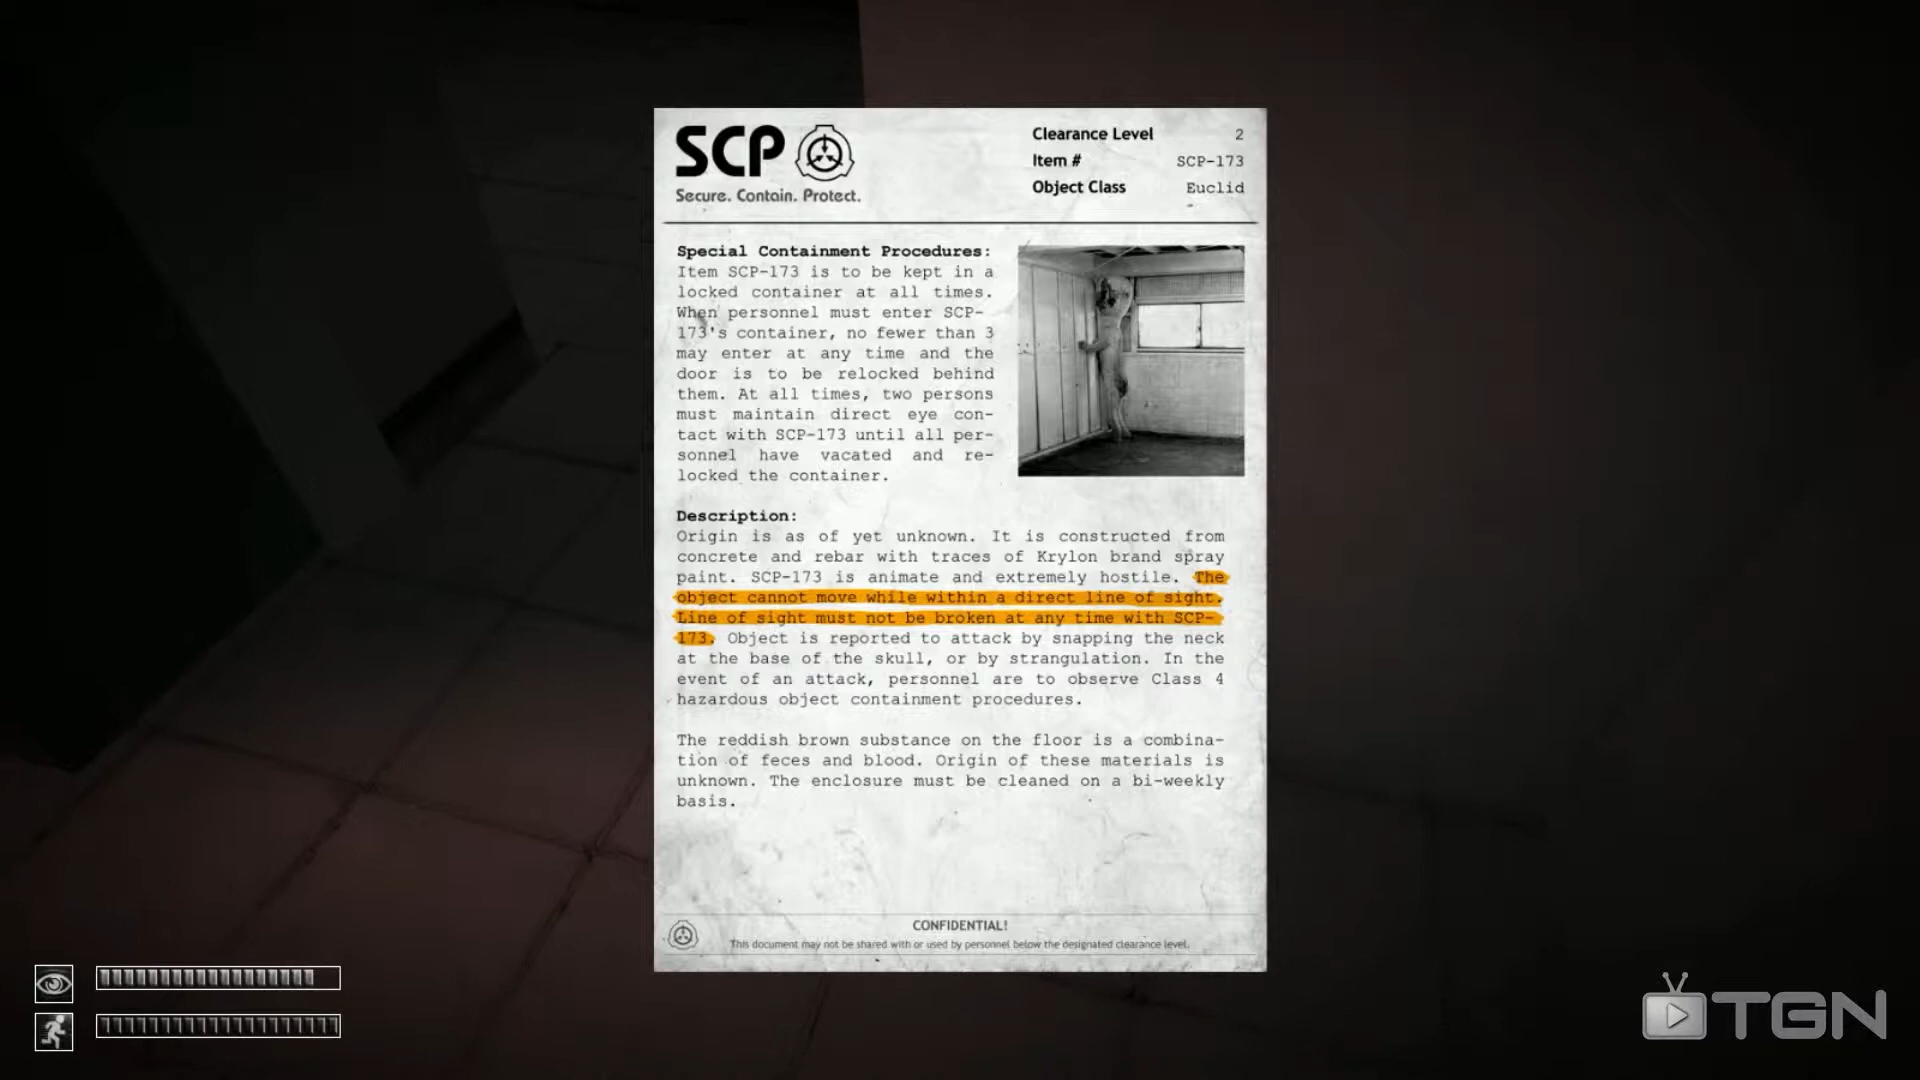 SCP
Secure. Contain. Protect.
Clearance Level 2
Item # SCP-173
Object Class Euclid
Special Containment Procedures:
Item SCP-173 is to be kept in a
locked container at all times.
When personnel must enter SCP-
173's container, no fewer than 3
may enter at any time and the
door is to be relocked behind
them. At all times, two persons
must maintain direct eye con-
tact with SCP-173 until all per-
sonnel have vacated and re-
locked the container.
Description:
Origin is as of yet unknown. It is constructed from
concrete and rebar with traces of Krylon brand spray
paint. SCP-173 is animate and extremely hostile. The
object cannot move while within a direct line of sight.
Line of sight must not be broken at any time with SCP-
173. Object is reported to attack by snapping the neck
at the base of the skull, or by strangulation. In the
event of an attack, personnel are to observe Class 4
hazardous object containment procedures.
The reddish brown substance on the floor is a combina-
tion of feces and blood. Origin of these materials is
unknown. The enclosure must be cleaned on a bi-weekly
basis.
CONFIDENTIAL!
This document may not be shared with or used by personnel below the designated clearance level.
TGN